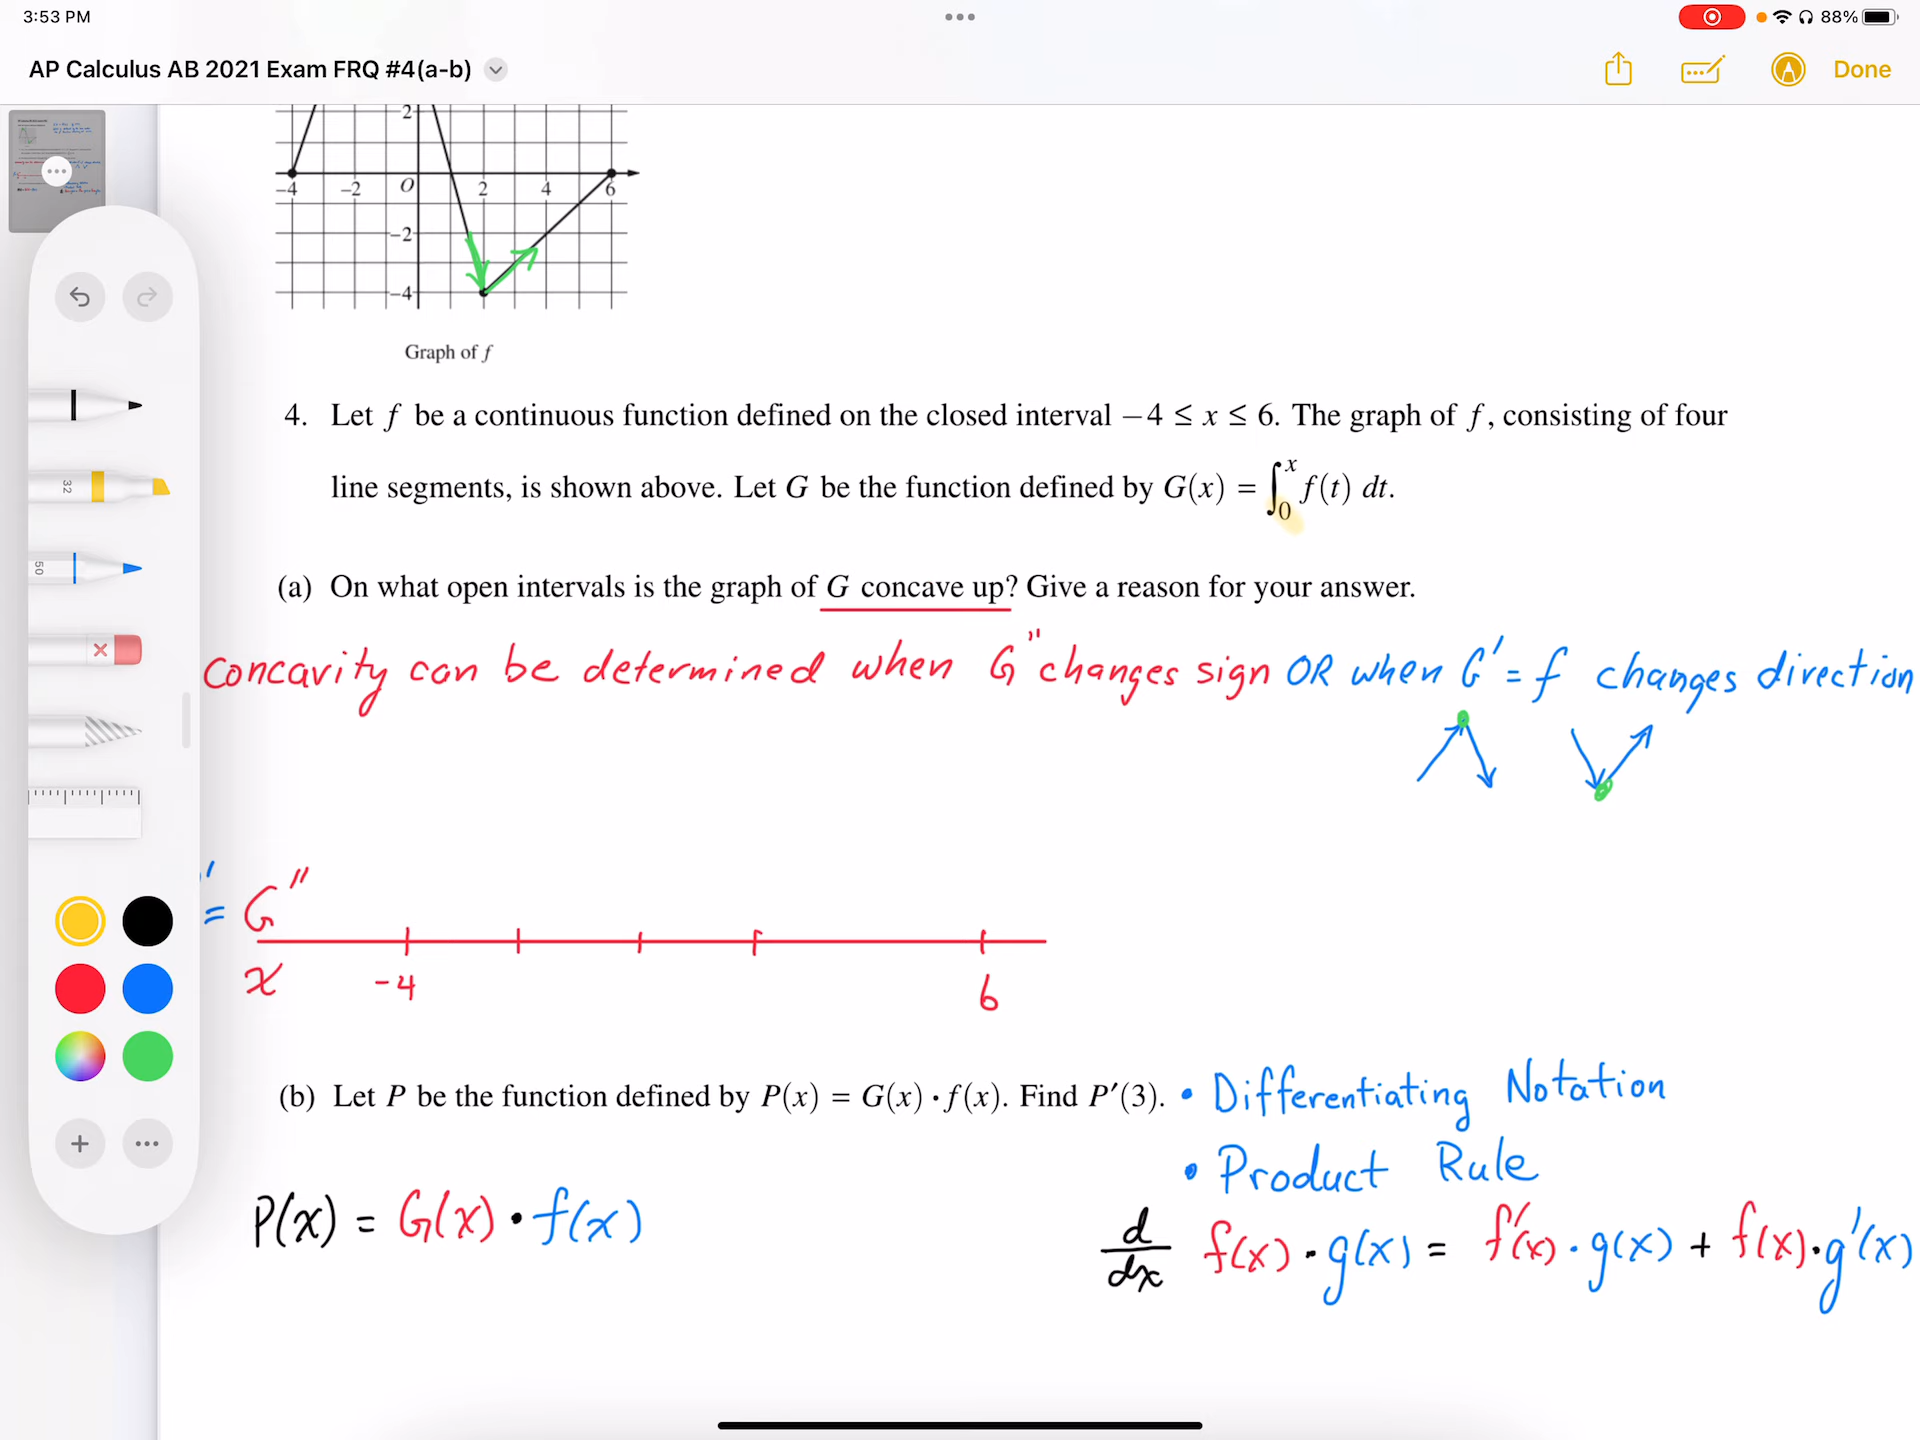 3:53 PM
88%
AP Calculus AB 2021 Exam FRQ #4(a-b)
Done
2
-4 -2 O 2 4 6
-2
-4
Graph of f
32
50
4. Let f be a continuous function defined on the closed interval −4 ≤ x ≤ 6. The graph of f, consisting of four
line segments, is shown above. Let G be the function defined by G(x) = ∫₀ˣ f(t) dt.
(a) On what open intervals is the graph of G concave up? Give a reason for your answer.
Concavity can be determined when G" changes sign OR when G' = f changes direction
' = G"
x -4 6
(b) Let P be the function defined by P(x) = G(x) · f(x). Find P′(3).
• Differentiating Notation
• Product Rule
P(x) = G(x) · f(x)
d/dx f(x) · g(x) = f'(x) · g(x) + f(x) · g'(x)